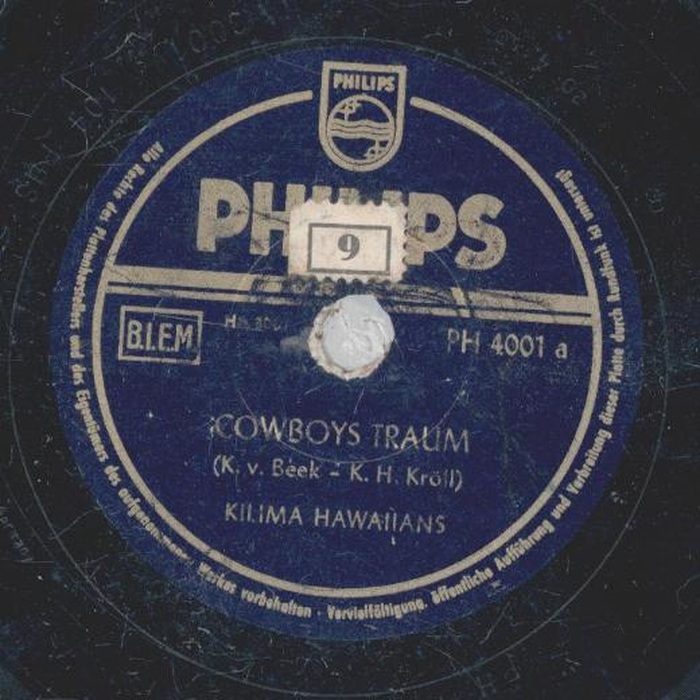 PHILIPS
PHILIPS
9
B.I.E.M
PH 4001 a
COWBOYS TRAUM
(K. v. Beek - K. H. Kröll)
KILIMA HAWAIIANS
Alle Rechte des Plattenherstellers und des Eigentümers des aufgenommenen Werkes vorbehalten · Vervielfältigung, öffentliche Aufführung und Verbreitung dieser Platte durch Rundfunk ist untersagt